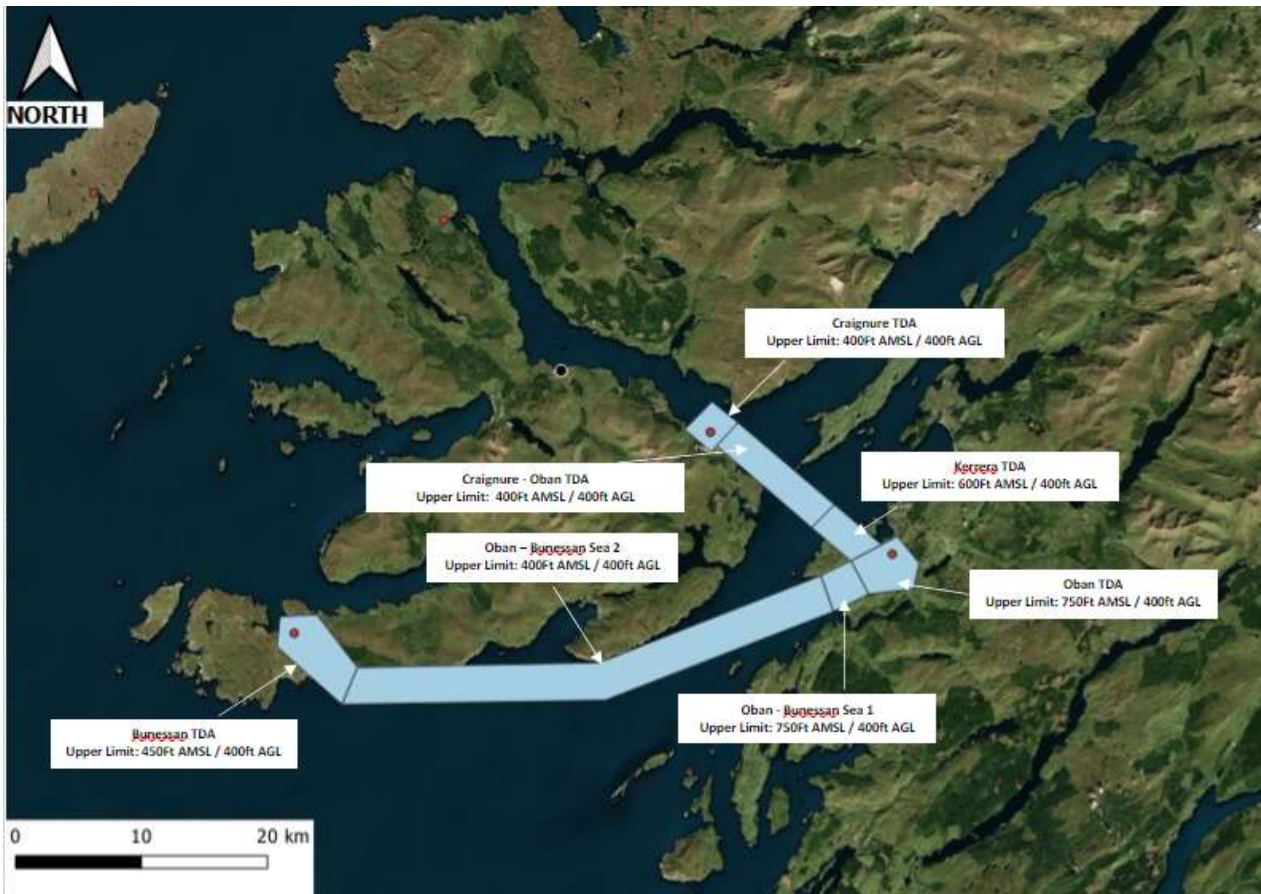 NORTH
Craignure TDA
Upper Limit: 400Ft AMSL / 400ft AGL
Craignure - Oban TDA
Upper Limit: 400Ft AMSL / 400ft AGL
Kerrera TDA
Upper Limit: 600Ft AMSL / 400ft AGL
Oban – Bunessan Sea 2
Upper Limit: 400Ft AMSL / 400ft AGL
Oban TDA
Upper Limit: 750Ft AMSL / 400ft AGL
Oban - Bunessan Sea 1
Upper Limit: 750Ft AMSL / 400ft AGL
Bunessan TDA
Upper Limit: 450Ft AMSL / 400ft AGL
0 10 20 km